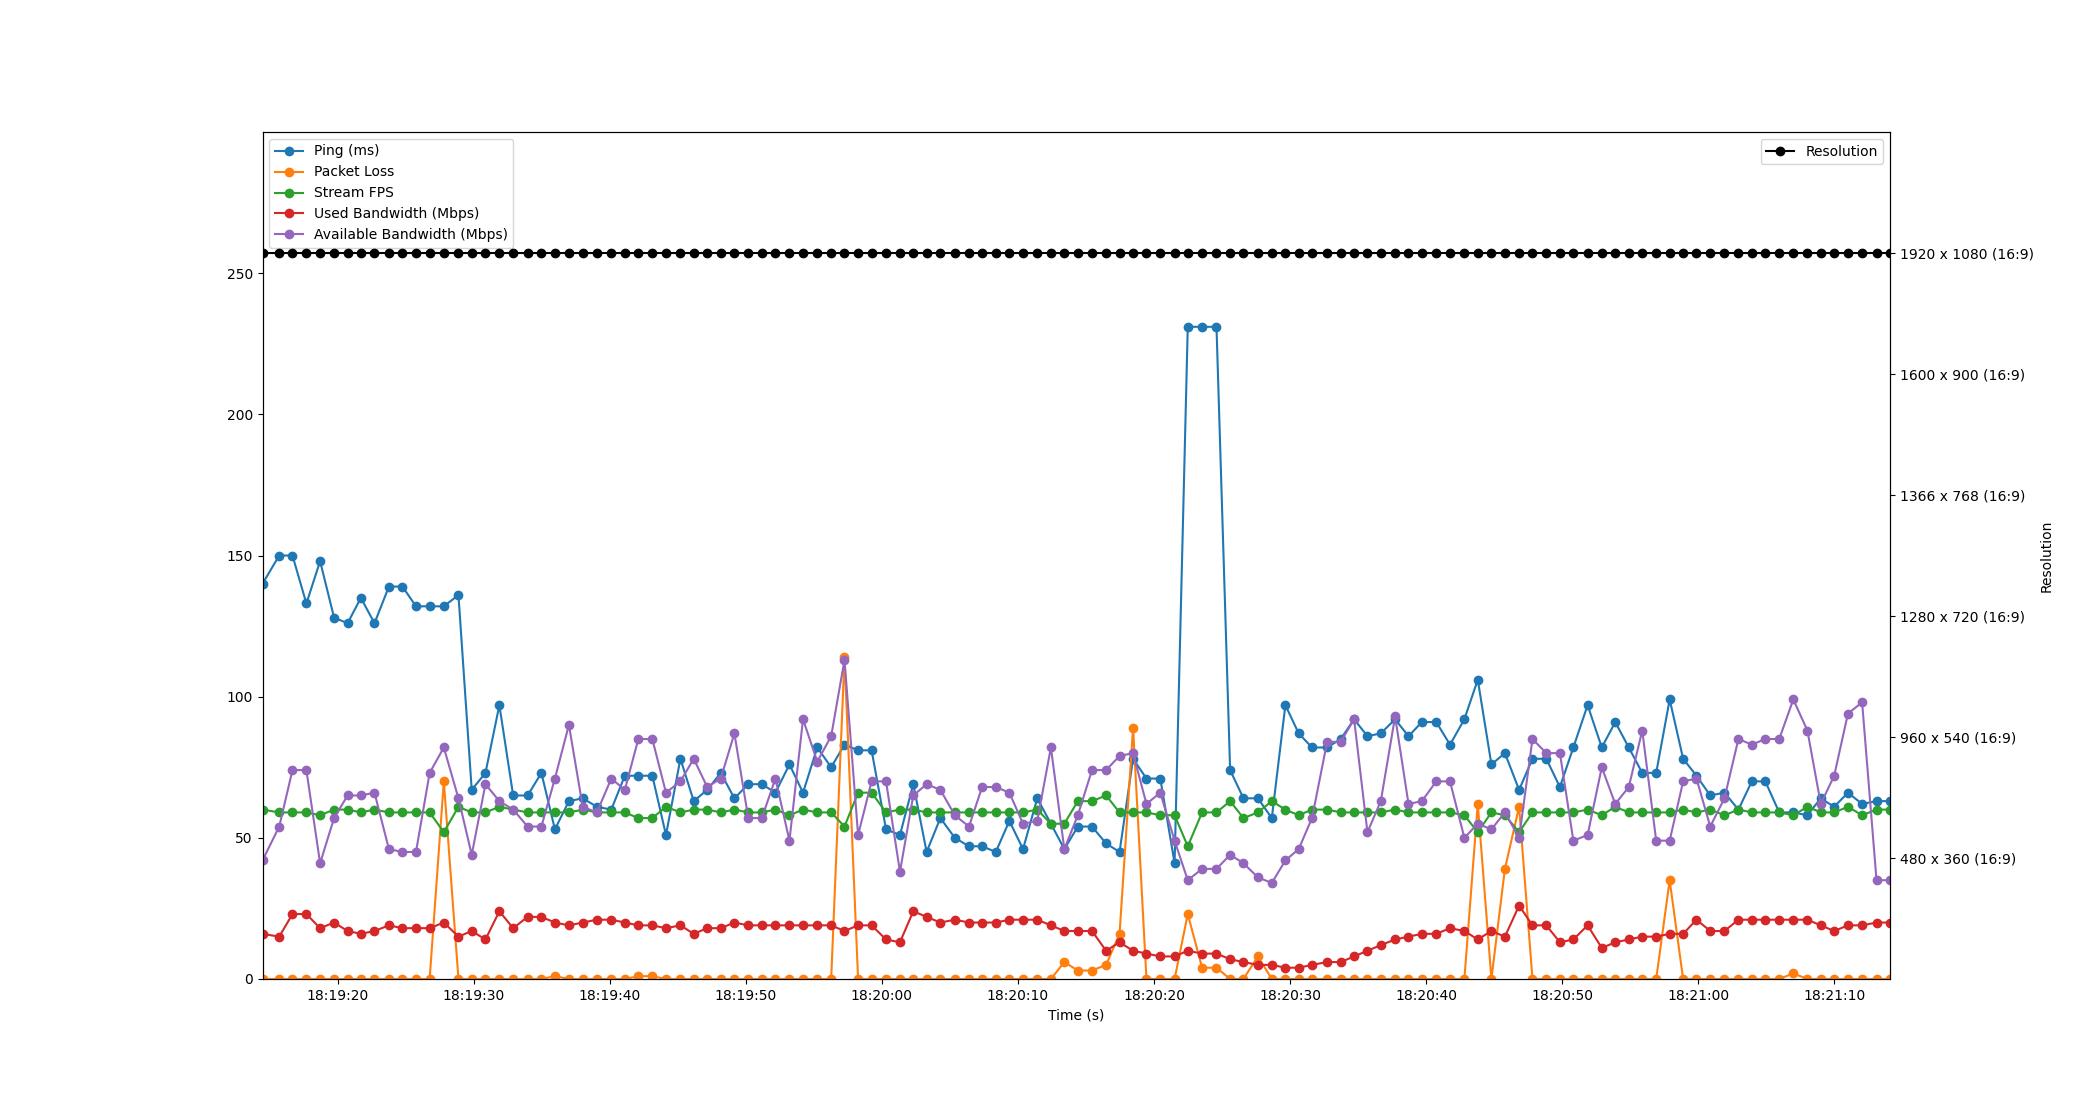 Ping (ms)
Packet Loss
Stream FPS
Used Bandwidth (Mbps)
Available Bandwidth (Mbps)
Resolution
250
200
150
100
50
0
1920 x 1080 (16:9)
1600 x 900 (16:9)
1366 x 768 (16:9)
1280 x 720 (16:9)
960 x 540 (16:9)
480 x 360 (16:9)
Resolution
18:19:20 18:19:30 18:19:40 18:19:50 18:20:00 18:20:10 18:20:20 18:20:30 18:20:40 18:20:50 18:21:00 18:21:10
Time (s)